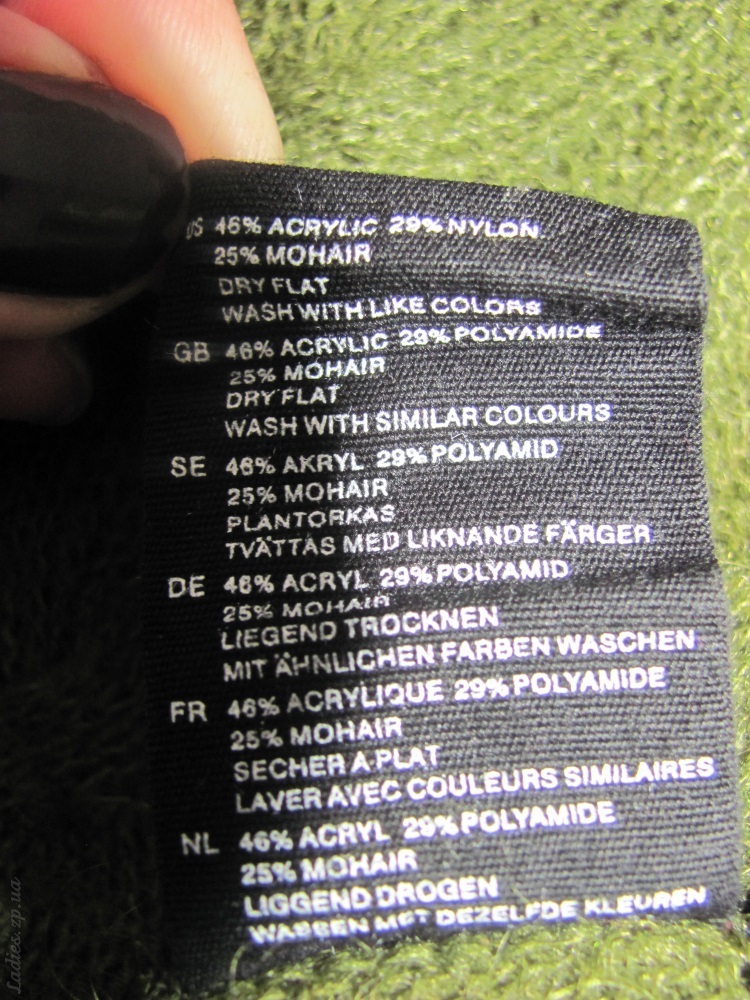 US 46% ACRYLIC 29% NYLON
25% MOHAIR
DRY FLAT
WASH WITH LIKE COLORS
GB 46% ACRYLIC 29% POLYAMIDE
25% MOHAIR
DRY FLAT
WASH WITH SIMILAR COLOURS
SE 46% AKRYL 29% POLYAMID
25% MOHAIR
PLANTORKAS
TVÄTTAS MED LIKNANDE FÄRGER
DE 46% ACRYL 29% POLYAMID
25% MOHAIR
LIEGEND TROCKNEN
MIT ÄHNLICHEN FARBEN WASCHEN
FR 46% ACRYLIQUE 29% POLYAMIDE
25% MOHAIR
SECHER A PLAT
LAVER AVEC COULEURS SIMILAIRES
NL 46% ACRYL 29% POLYAMIDE
25% MOHAIR
LIGGEND DROGEN
WASSEN MET DEZELFDE KLEUREN
Ladies.zp.ua